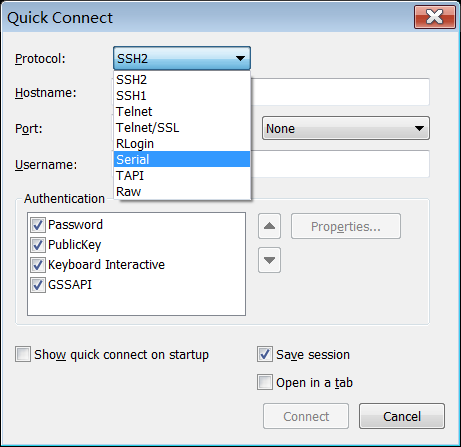 Quick Connect
Protocol: SSH2
SSH2
SSH1
Telnet
Telnet/SSL
RLogin
Serial
TAPI
Raw
Hostname:
Port: None
Username:
Authentication
Password
PublicKey
Keyboard Interactive
GSSAPI
Properties...
Show quick connect on startup
Save session
Open in a tab
Connect
Cancel